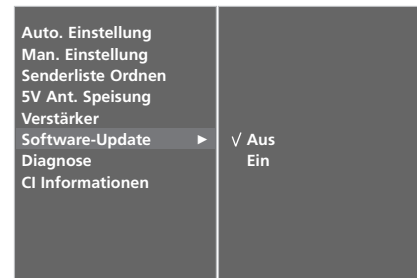 Auto. Einstellung
Man. Einstellung
Senderliste Ordnen
5V Ant. Speisung
Verstärker
Software-Update ► √ Aus
Diagnose Ein
CI Informationen